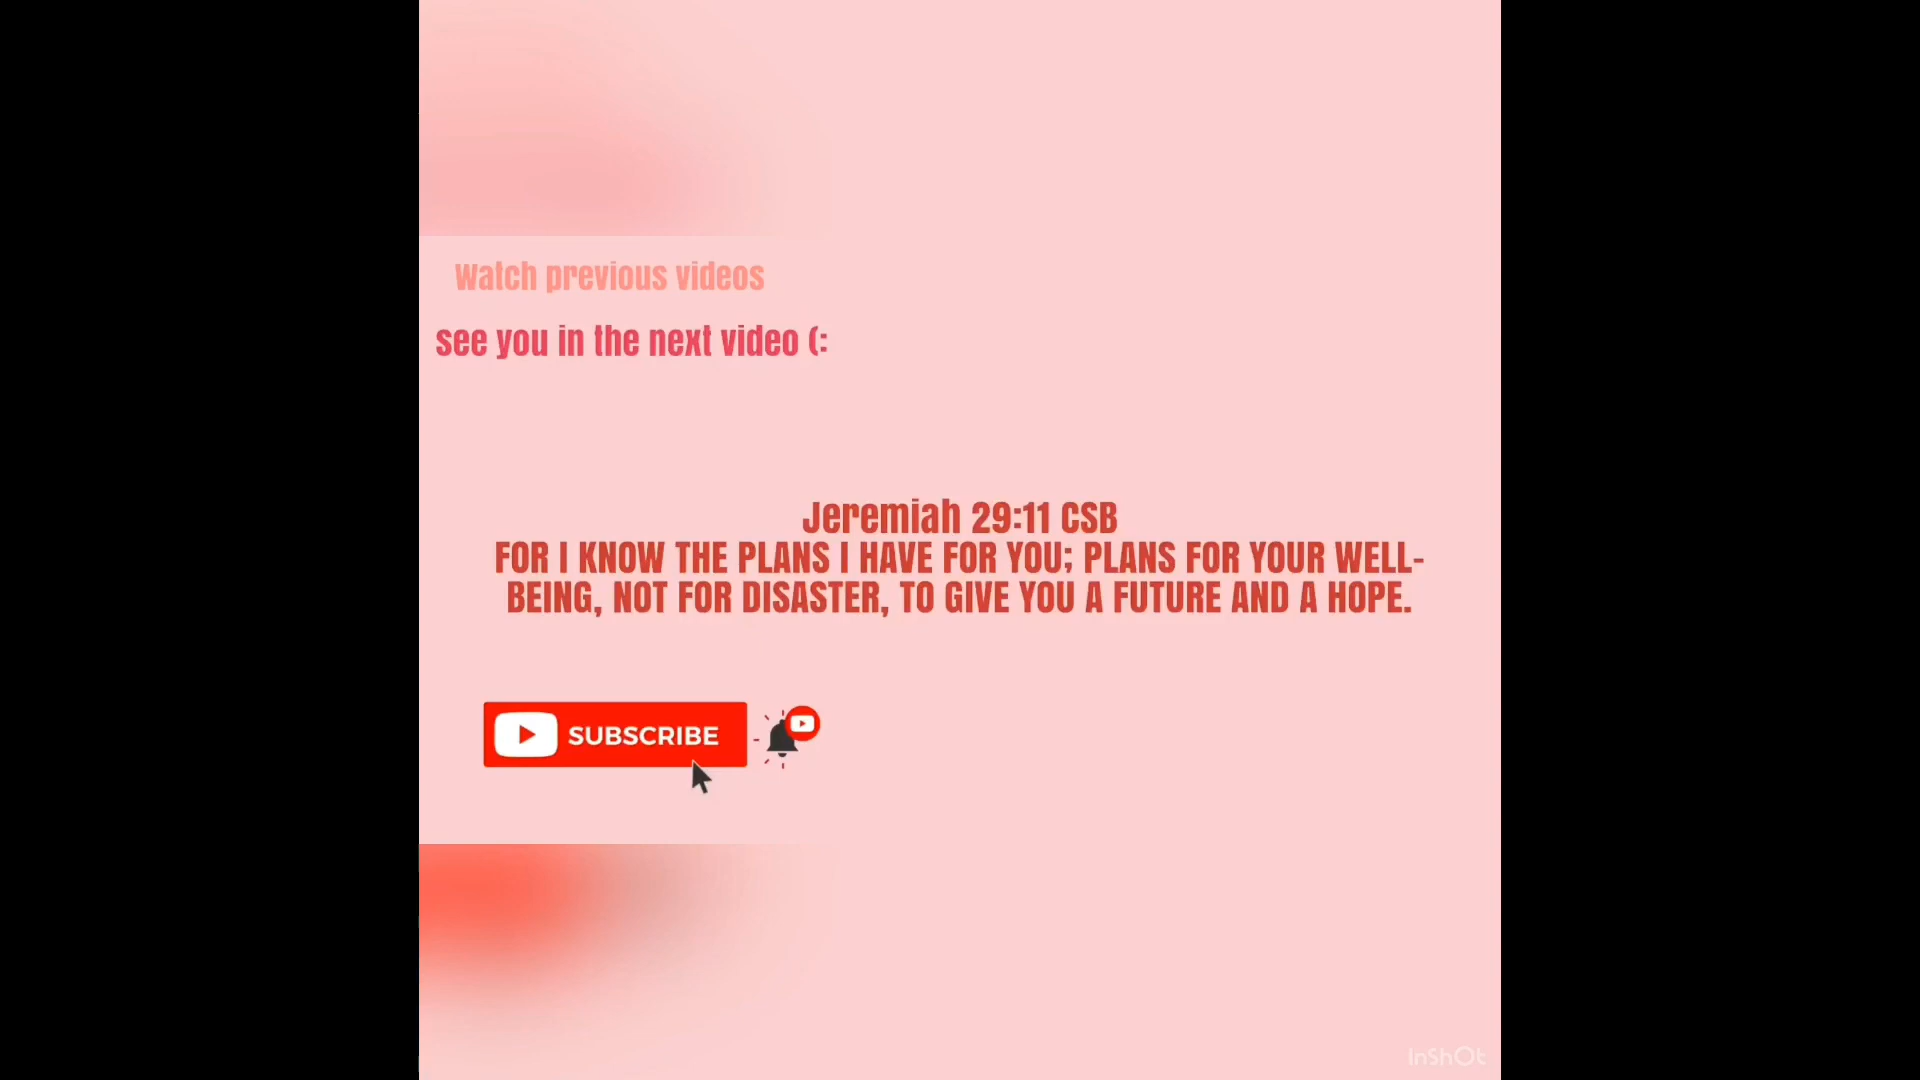 Watch previous videos
see you in the next video (:
Jeremiah 29:11 CSB
FOR I KNOW THE PLANS I HAVE FOR YOU; PLANS FOR YOUR WELL-
BEING, NOT FOR DISASTER, TO GIVE YOU A FUTURE AND A HOPE.
SUBSCRIBE
InShOt